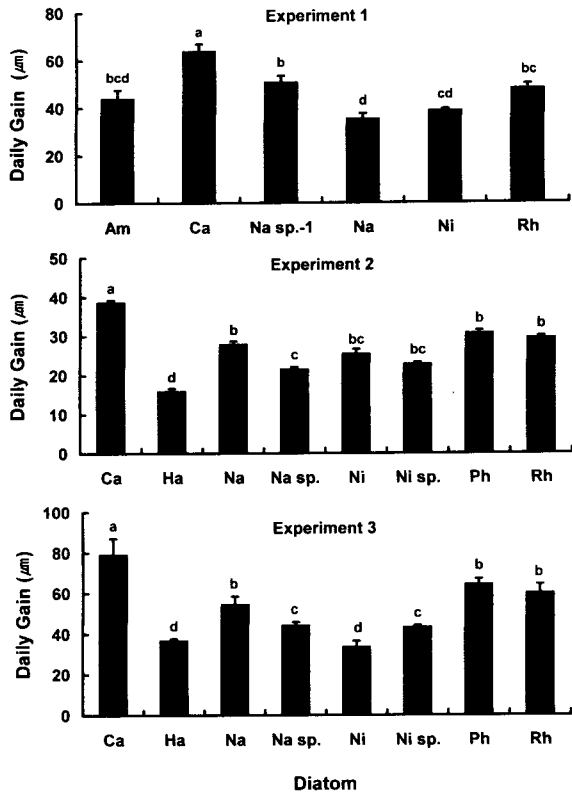 Experiment 1
Daily Gain (㎛)
80
60
40
20
0
bcd a b d cd bc
Am Ca Na sp.-1 Na Ni Rh
Experiment 2
Daily Gain (㎛)
50
40
30
20
10
0
a d b c bc bc b b
Ca Ha Na Na sp. Ni Ni sp. Ph Rh
Experiment 3
Daily Gain (㎛)
100
80
60
40
20
0
a d b c d c b b
Ca Ha Na Na sp. Ni Ni sp. Ph Rh
Diatom